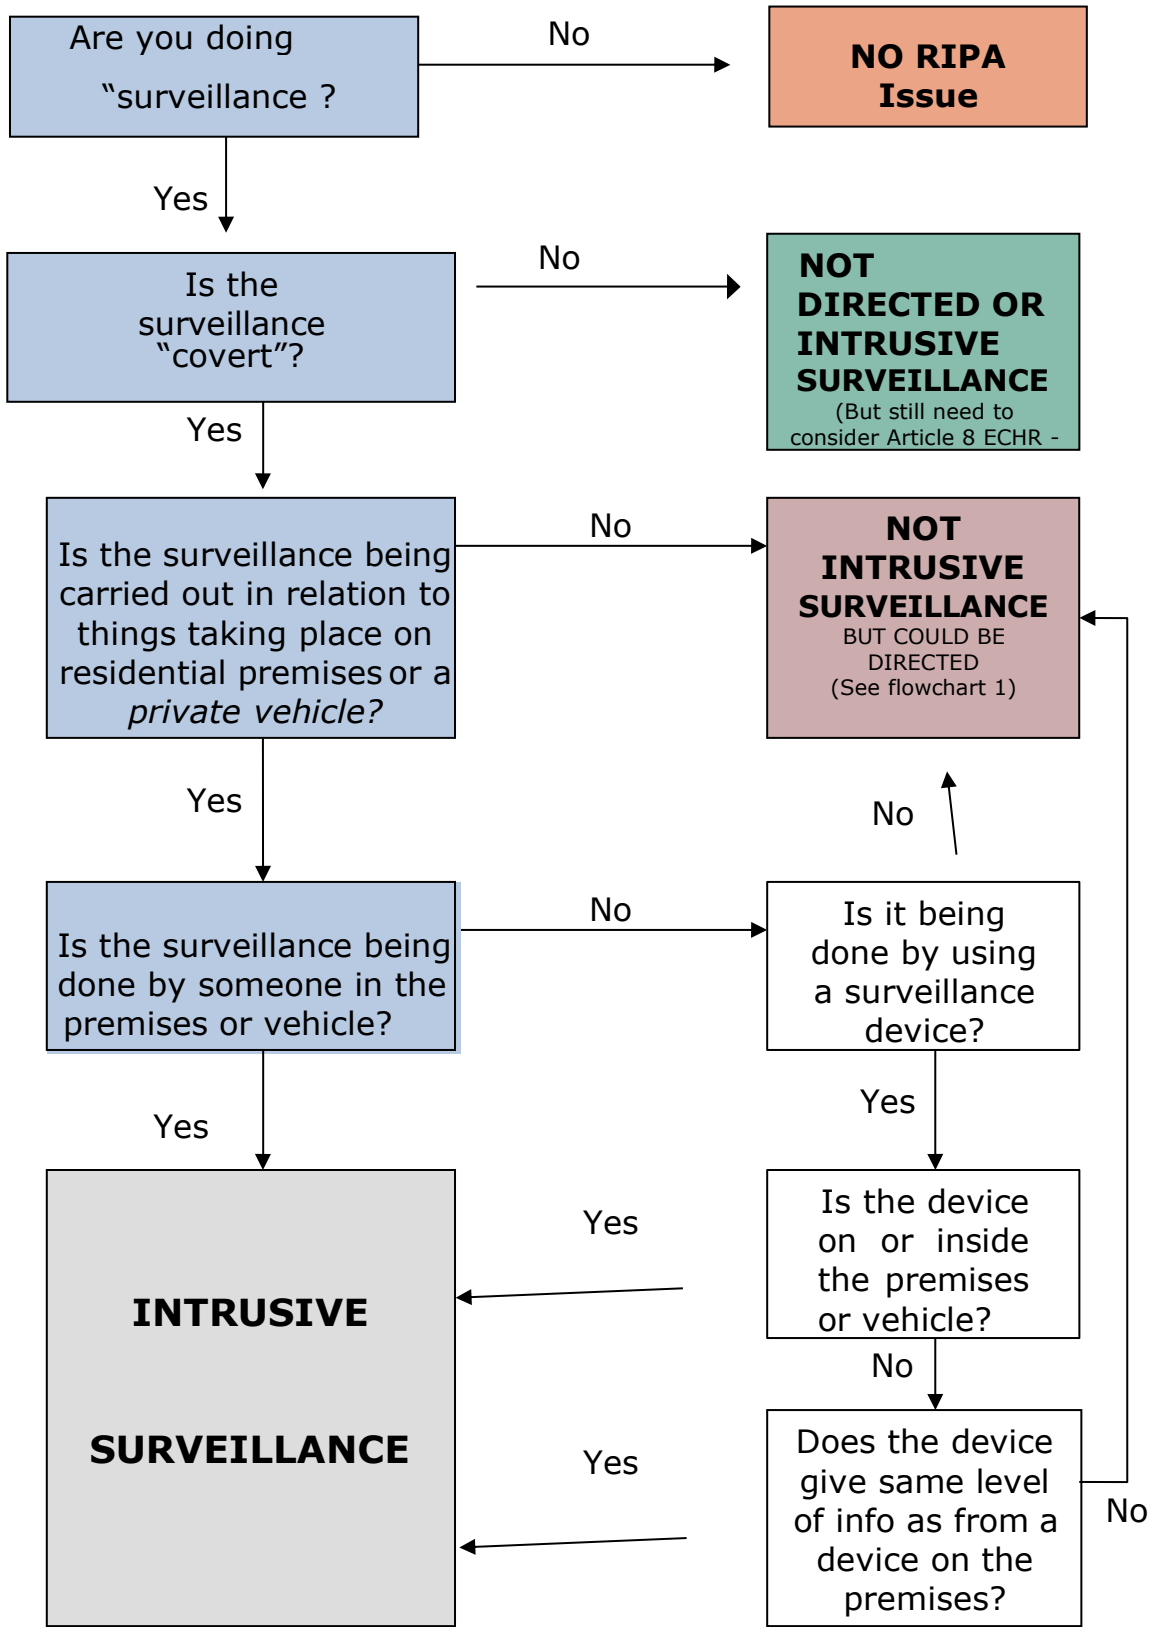 Are you doing
“surveillance ?
No
NO RIPA
Issue
Yes
Is the
surveillance
“covert”?
No
NOT
DIRECTED OR
INTRUSIVE
SURVEILLANCE
(But still need to
consider Article 8 ECHR -
Yes
Is the surveillance being
carried out in relation to
things taking place on
residential premises or a
private vehicle?
No
NOT
INTRUSIVE
SURVEILLANCE
BUT COULD BE
DIRECTED
(See flowchart 1)
Yes
No
Is the surveillance being
done by someone in the
premises or vehicle?
No
Is it being
done by using
a surveillance
device?
Yes
Yes
INTRUSIVE
SURVEILLANCE
Yes
Is the device
on or inside
the premises
or vehicle?
No
Yes
Does the device
give same level
of info as from a
device on the
premises?
No